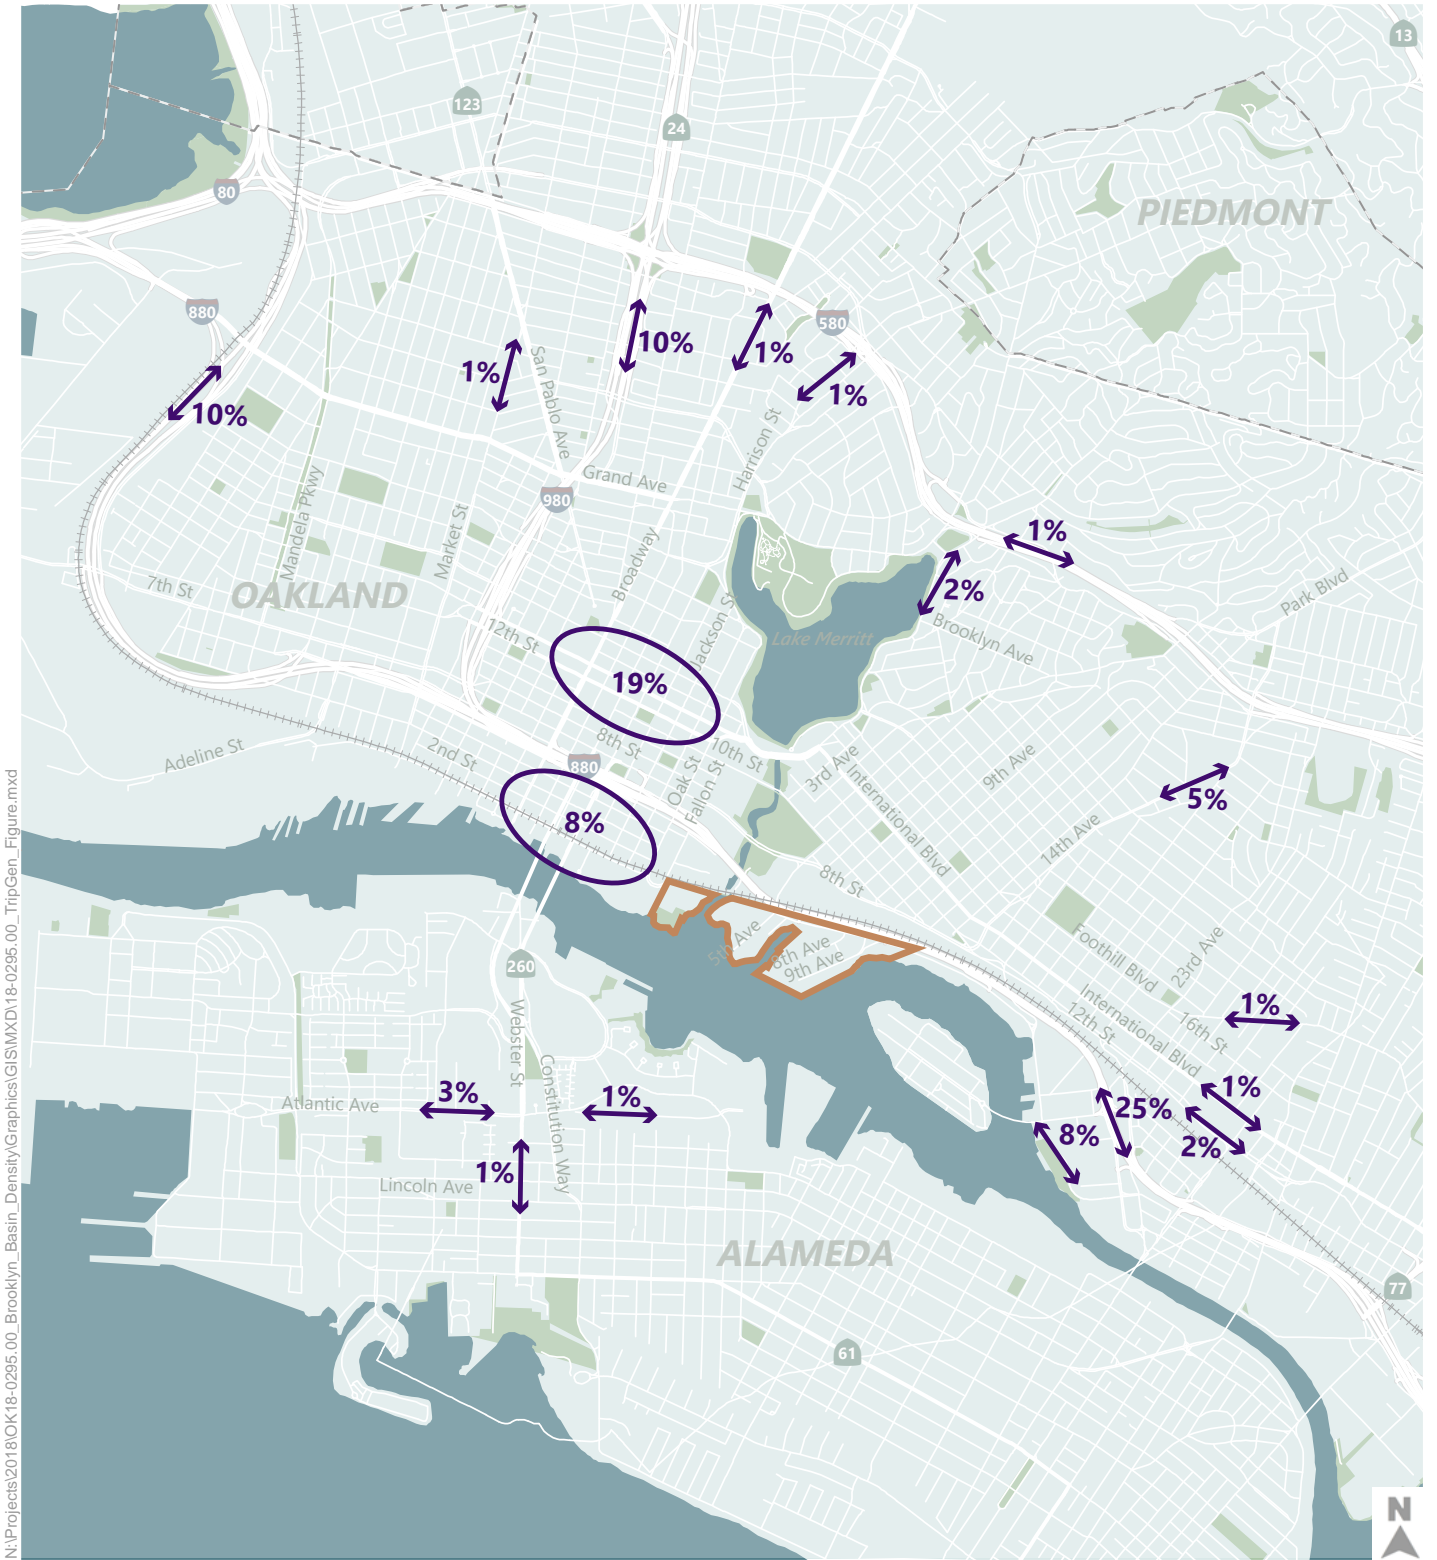 13
123
24
80
PIEDMONT
880
580
10%
1%
1%
1%
10%
San Pablo Ave
Harrison St
Grand Ave
980
Mandela Pkwy
Market St
Broadway
1%
2%
7th St
OAKLAND
Park Blvd
Jackson St
12th St
Lake Merritt
Brooklyn Ave
19%
Adeline St
2nd St
8th St
10th St
880
Oak St
Fallon St
3rd Ave
International Blvd
9th Ave
5%
8%
14th Ave
8th St
5th Ave
8th Ave
9th Ave
Foothill Blvd
23rd Ave
260
Webster St
Constitution Way
International Blvd
12th St
16th St
1%
3%
1%
Atlantic Ave
1%
25%
8%
2%
1%
Lincoln Ave
ALAMEDA
77
61
N
N:\Projects\2018\OK18-0295.00_Brooklyn_Basin_Density\Graphics\GIS\MXD\18-0295.00_TripGen_Figure.mxd